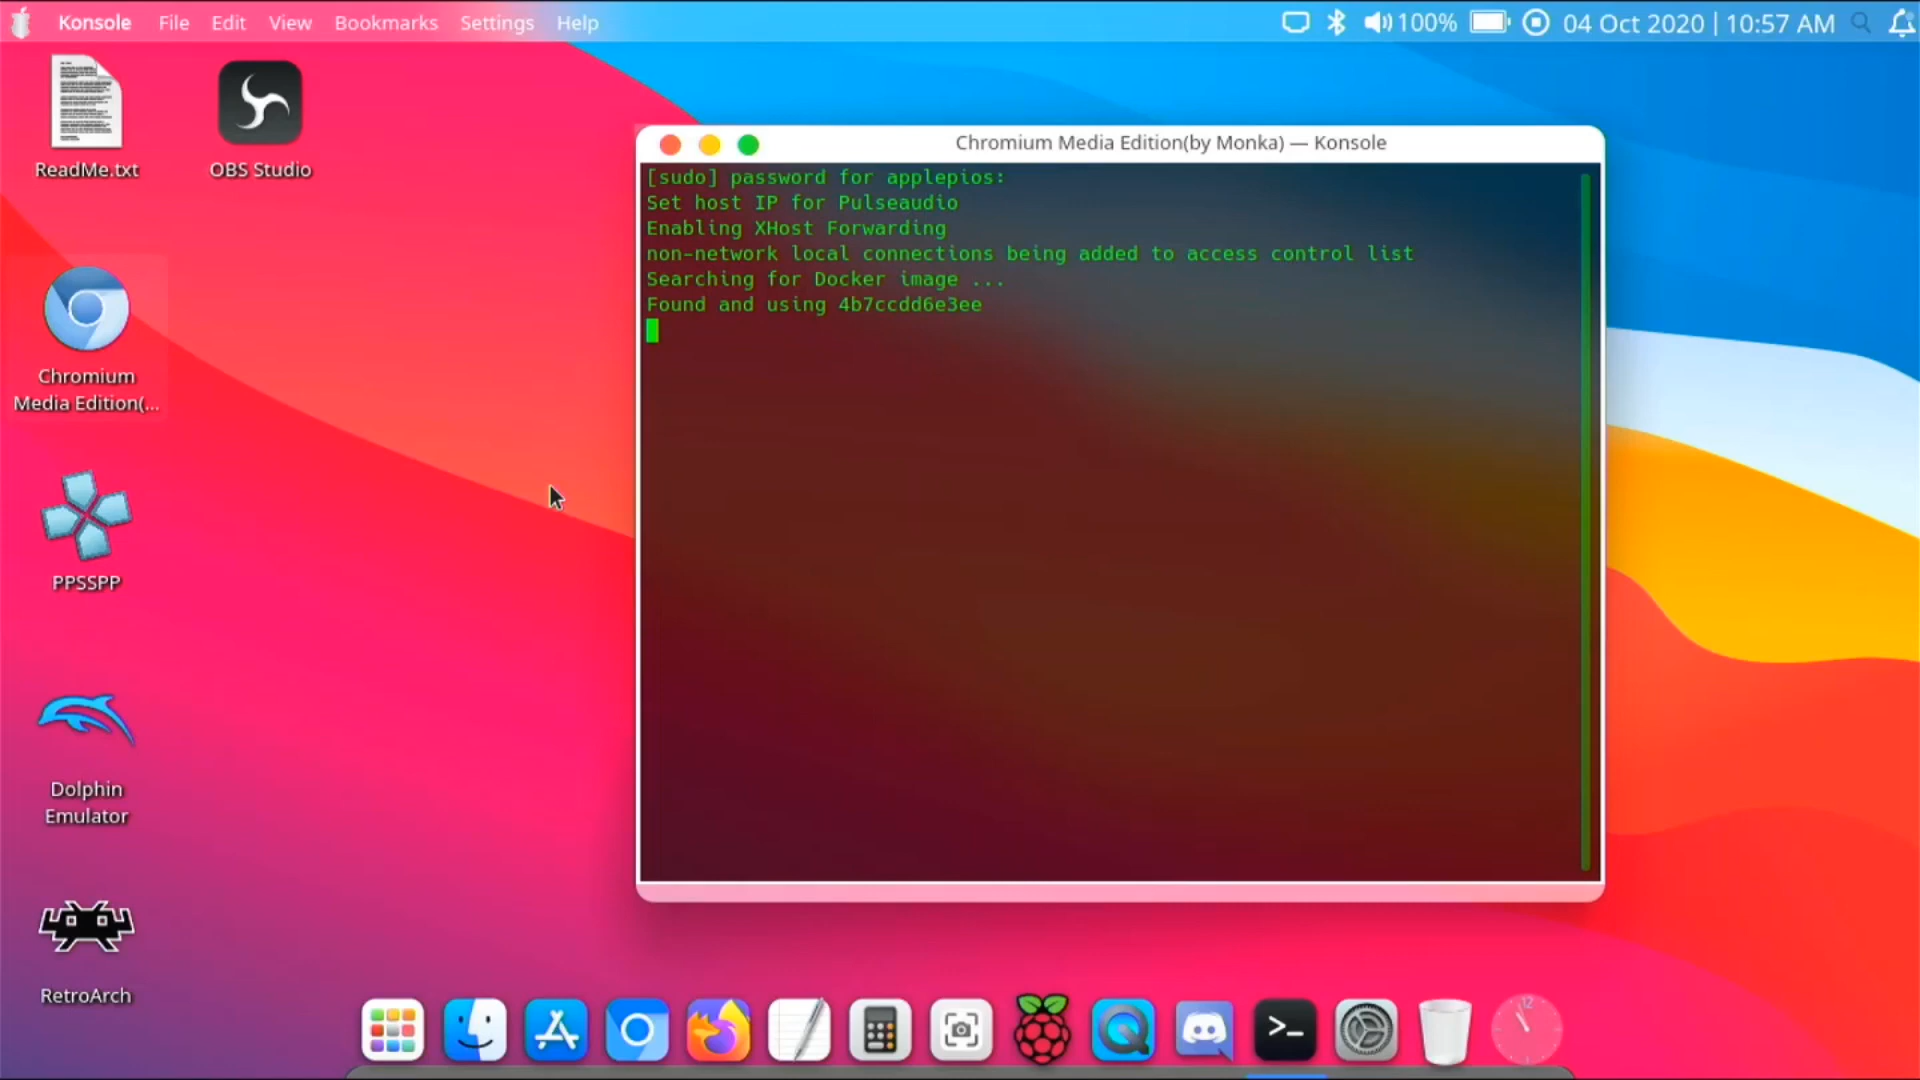 Konsole File Edit View Bookmarks Settings Help
100% 04 Oct 2020 | 10:57 AM
ReadMe.txt
OBS Studio
Chromium
Media Edition(...
PPSSPP
Dolphin
Emulator
RetroArch
Chromium Media Edition(by Monka) — Konsole
[sudo] password for applepios:
Set host IP for Pulseaudio
Enabling XHost Forwarding
non-network local connections being added to access control list
Searching for Docker image ...
Found and using 4b7ccdd6e3ee
>_
12